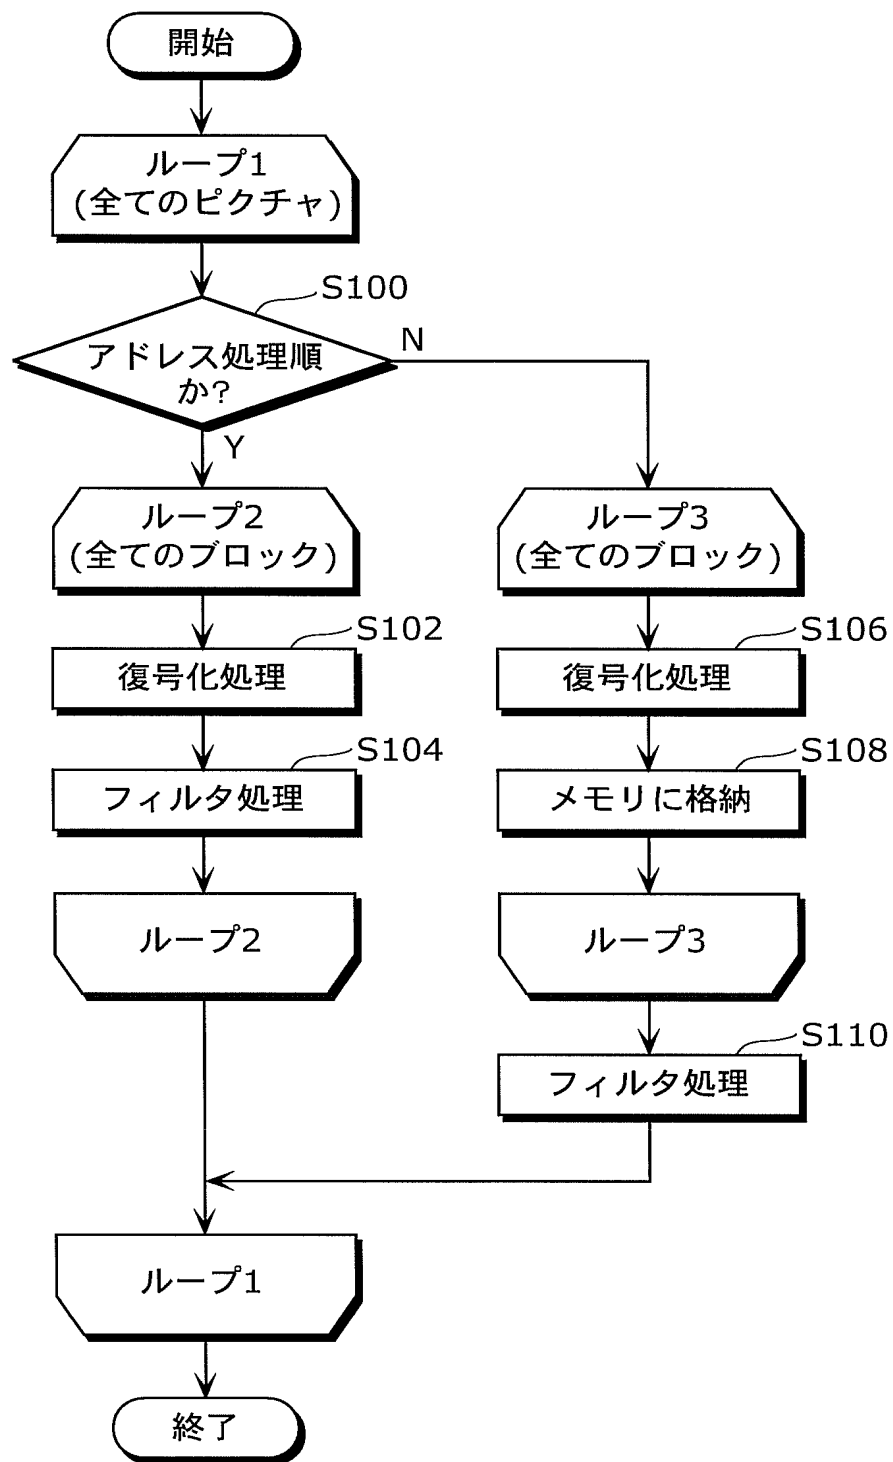 開始
ループ1
(全てのピクチャ)
S100
アドレス処理順
か?
N
Y
ループ2
(全てのブロック)
ループ3
(全てのブロック)
S102
復号化処理
S106
復号化処理
S104
フィルタ処理
S108
メモリに格納
ループ2
ループ3
S110
フィルタ処理
ループ1
終了